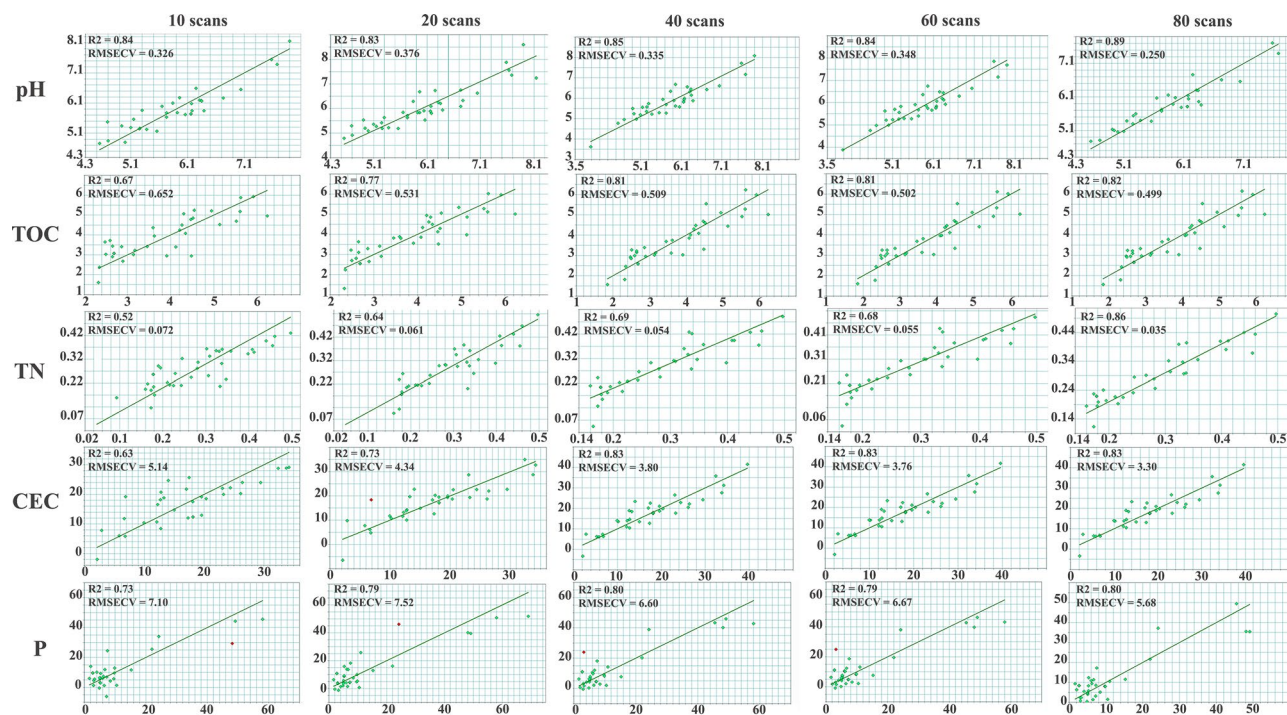 10 scans 20 scans 40 scans 60 scans 80 scans
pH
R2 = 0.84
RMSECV = 0.326
8.1
7.1
6.1
5.1
4.3
4.3 5.1 6.1 7.1
R2 = 0.83
RMSECV = 0.376
8
7
6
5
4
4.3 5.1 6.1 7.1 8.1
R2 = 0.85
RMSECV = 0.335
8
7
6
5
4
3
3.5 5.1 6.1 7.1 8.1
R2 = 0.84
RMSECV = 0.348
8
7
6
5
4
3.5 5.1 6.1 7.1 8.1
R2 = 0.89
RMSECV = 0.250
7.1
6.1
5.1
4.3
4.3 5.1 6.1 7.1
TOC
R2 = 0.67
RMSECV = 0.652
6
5
4
3
2
1
2 3 4 5 6
R2 = 0.77
RMSECV = 0.531
6
5
4
3
2
1
2 3 4 5 6
R2 = 0.81
RMSECV = 0.509
6
5
4
3
2
1
1 2 3 4 5 6
R2 = 0.81
RMSECV = 0.502
6
5
4
3
2
1
1 2 3 4 5 6
R2 = 0.82
RMSECV = 0.499
6
5
4
3
2
1
1 2 3 4 5 6
TN
R2 = 0.52
RMSECV = 0.072
0.42
0.32
0.22
0.07
0.02 0.1 0.2 0.3 0.4 0.5
R2 = 0.64
RMSECV = 0.061
0.42
0.32
0.22
0.07
0.02 0.1 0.2 0.3 0.4 0.5
R2 = 0.69
RMSECV = 0.054
0.42
0.32
0.22
0.07
0.14 0.2 0.3 0.4 0.5
R2 = 0.68
RMSECV = 0.055
0.41
0.31
0.21
0.06
0.14 0.2 0.3 0.4 0.5
R2 = 0.86
RMSECV = 0.035
0.44
0.34
0.24
0.14
0.14 0.2 0.3 0.4 0.5
CEC
R2 = 0.63
RMSECV = 5.14
30
20
10
0
0 10 20 30
R2 = 0.73
RMSECV = 4.34
30
20
10
0
0 10 20 30
R2 = 0.83
RMSECV = 3.80
40
30
20
10
0
0 10 20 30 40
R2 = 0.83
RMSECV = 3.76
40
30
20
10
0
0 10 20 30 40
R2 = 0.83
RMSECV = 3.30
40
30
20
10
0
0 10 20 30 40
P
R2 = 0.73
RMSECV = 7.10
60
40
20
0
0 20 40 60
R2 = 0.79
RMSECV = 7.52
60
40
20
0
0 20 40 60
R2 = 0.80
RMSECV = 6.60
60
40
20
0
0 20 40 60
R2 = 0.79
RMSECV = 6.67
60
40
20
0
0 20 40 60
R2 = 0.80
RMSECV = 5.68
50
40
30
20
10
0
0 10 20 30 40 50